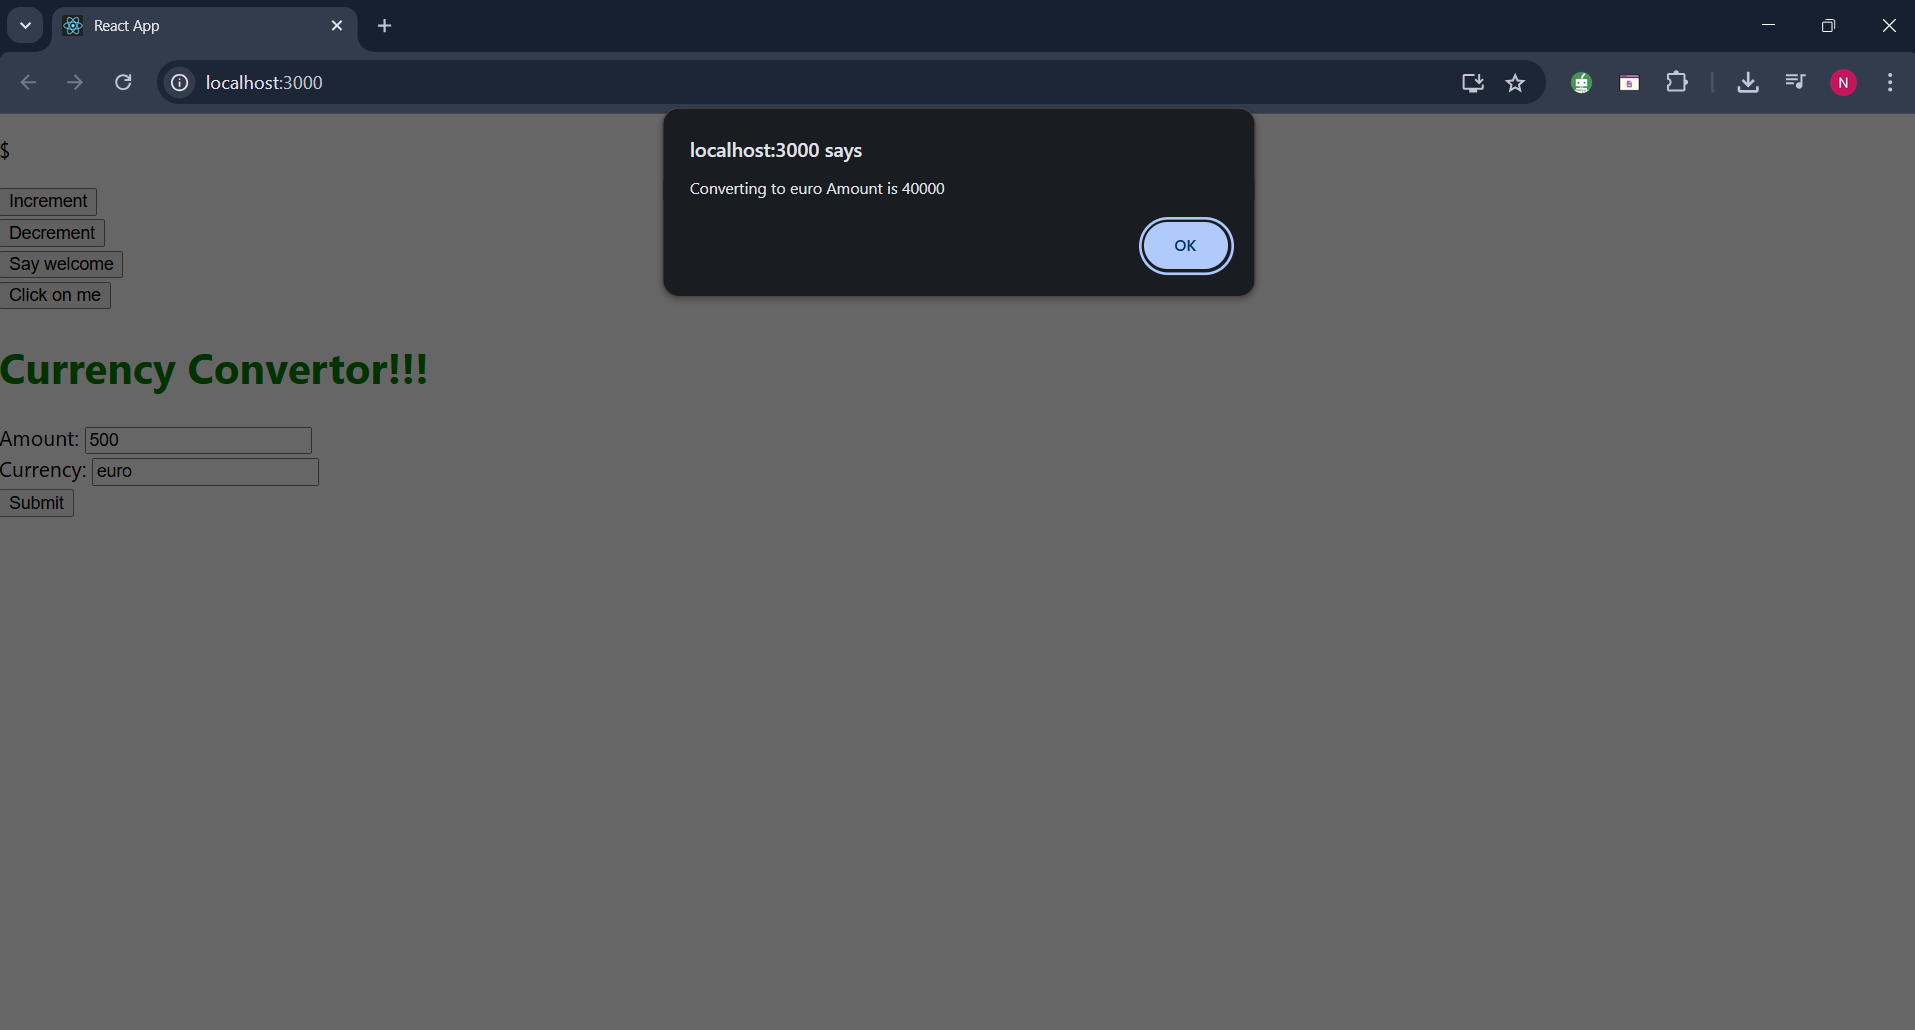 React App
localhost:3000
N
localhost:3000 says
Converting to euro Amount is 40000
OK
$
Increment
Decrement
Say welcome
Click on me
Currency Convertor!!!
Amount: 500
Currency: euro
Submit